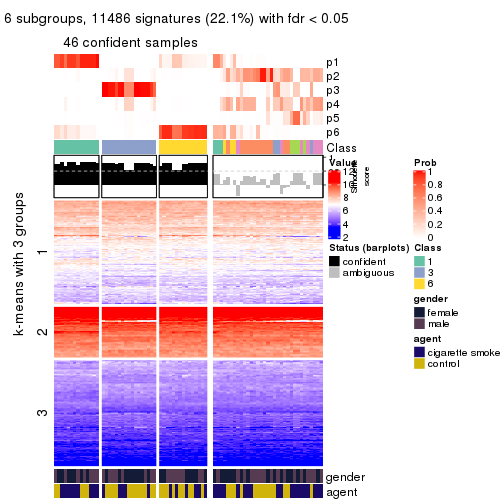 6 subgroups, 11486 signatures (22.1%) with fdr < 0.05
46 confident samples
p1
p2
p3
p4
p5
p6
Class
k-means with 3 groups
1
2
3
gender
agent
Value
12
10
8
6
4
2
score
Status (barplots)
confident
ambiguous
Prob
1
0.8
0.6
0.4
0.2
0
Class
1
3
6
gender
female
male
agent
cigarette smoke
control